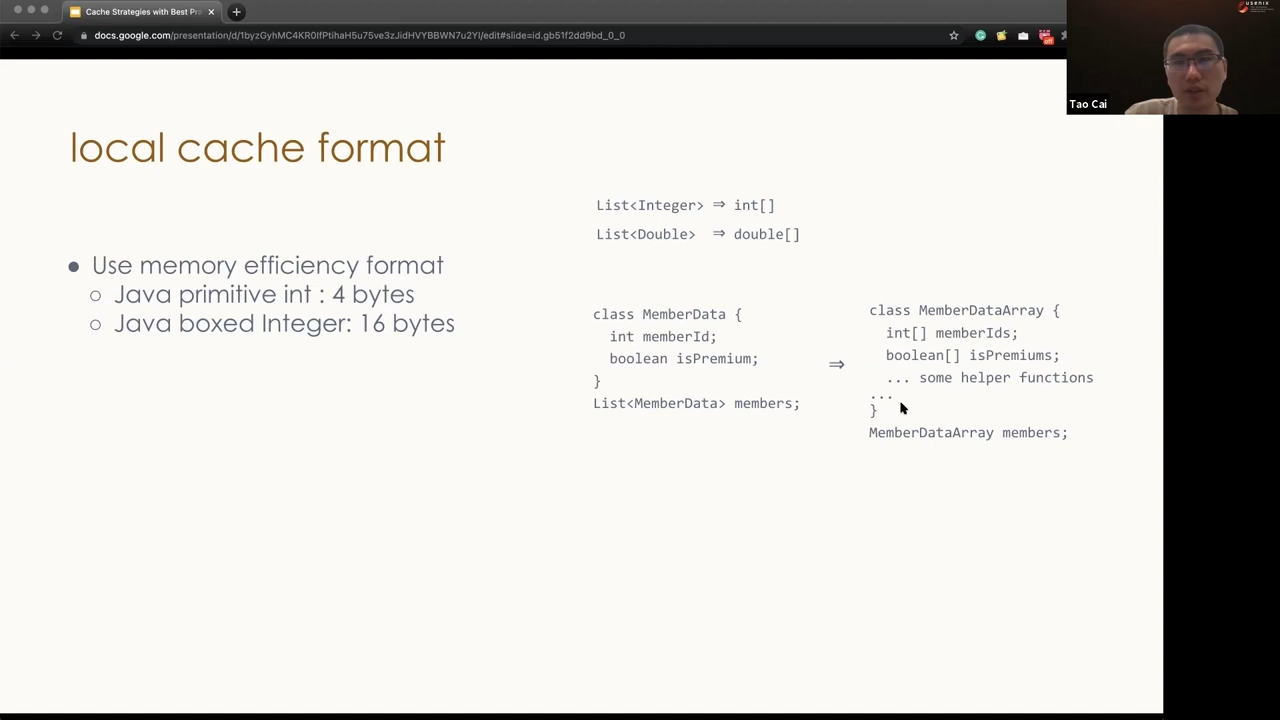 Cache Strategies with Best Pra
docs.google.com/presentation/d/1byzGyhMC4KR0IfPtihaH5u75ve3zJidHVYBBWN7u2YI/edit#slide=id.gb51f2dd9bd_0_0
off
usenix
Tao Cai
local cache format
● Use memory efficiency format
○ Java primitive int : 4 bytes
○ Java boxed Integer: 16 bytes
List<Integer> ⇒ int[]
List<Double> ⇒ double[]
class MemberData {
int memberId;
boolean isPremium;
}
List<MemberData> members;
⇒
class MemberDataArray {
int[] memberIds;
boolean[] isPremiums;
... some helper functions
...
}
MemberDataArray members;